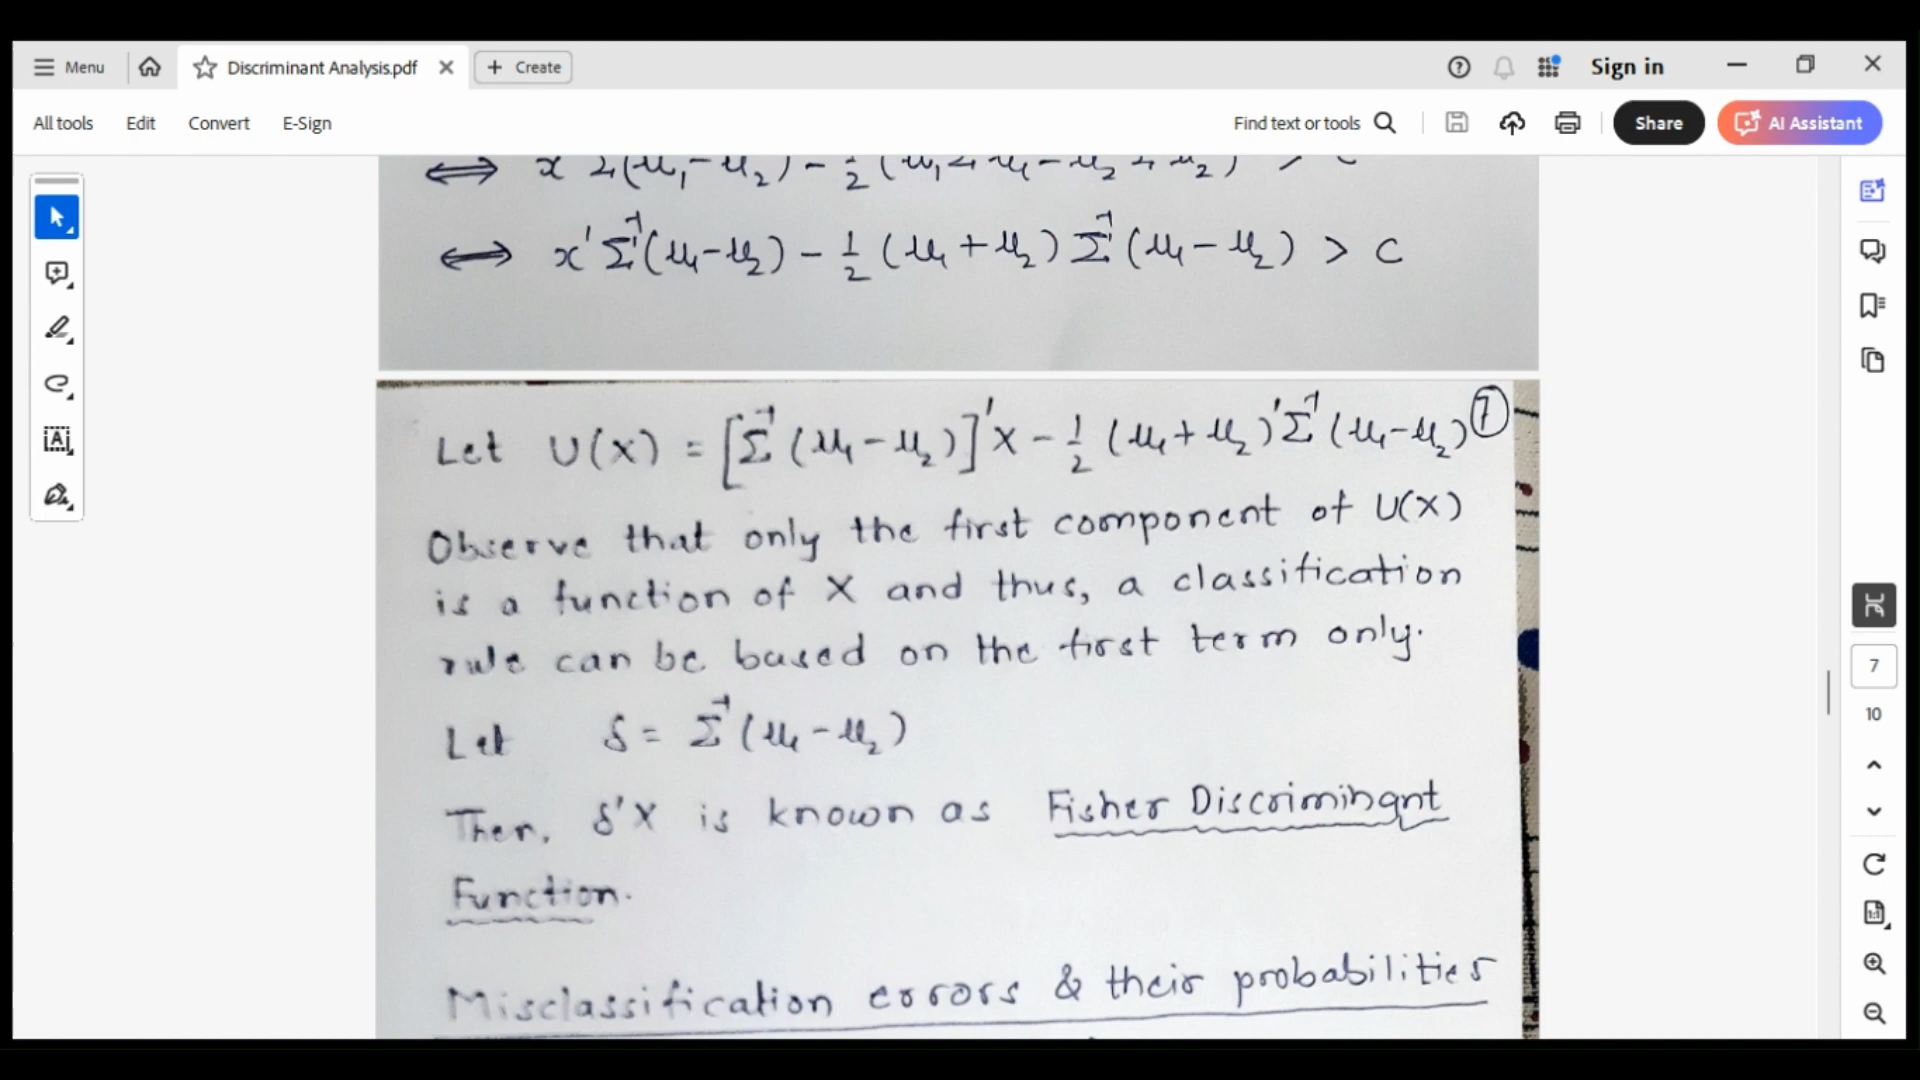 Menu
Discriminant Analysis.pdf
Create
Sign in
All tools Edit Convert E-Sign
Find text or tools
Share
AI Assistant
⟺ x'Σ⁻¹(μ₁-μ₂) - 1/2 (μ₁+μ₂) Σ⁻¹(μ₁-μ₂) > C
7
Let U(X) = [Σ⁻¹(μ₁-μ₂)]'X - 1/2 (μ₁+μ₂)'Σ⁻¹(μ₁-μ₂)
Observe that only the first component of U(X)
is a function of X and thus, a classification
rule can be based on the first term only.
Let δ = Σ⁻¹(μ₁-μ₂)
Then, δ'X is known as Fisher Discriminant
Function.
Misclassification errors & their probabilities
7
10